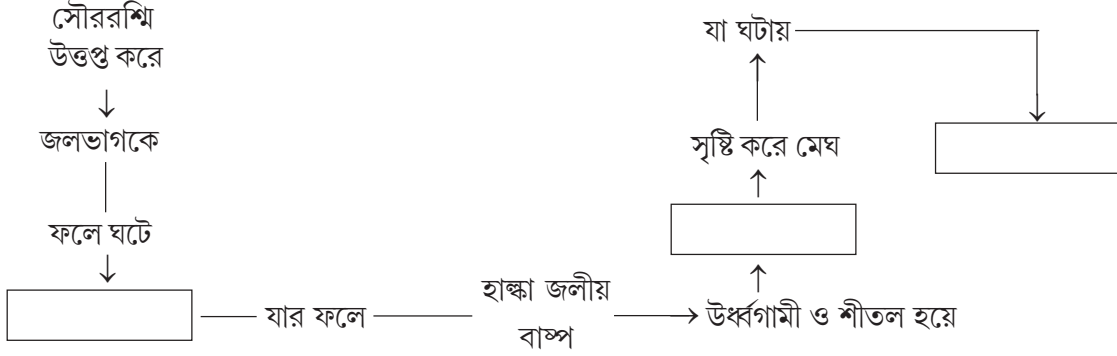 সৌররশ্মি
উত্তপ্ত করে
জলভাগকে
ফলে ঘটে
যার ফলে
হাল্কা জলীয়
বাষ্প
উর্ধ্বগামী ও শীতল হয়ে
সৃষ্টি করে মেঘ
যা ঘটায়